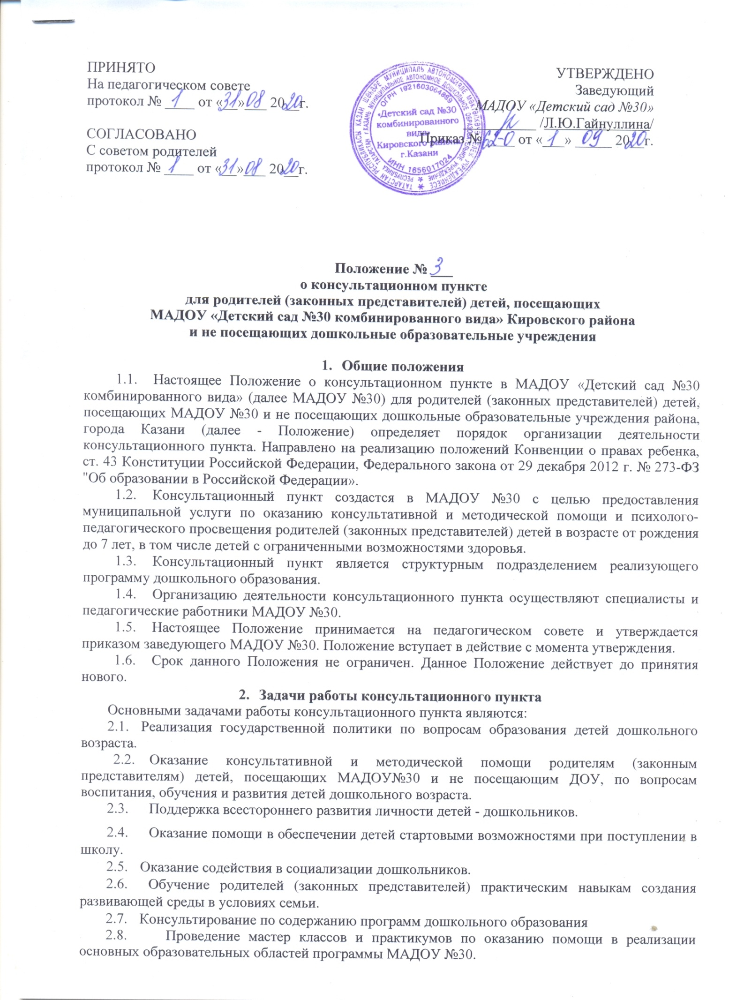 ПРИНЯТО
На педагогическом совете
протокол № 1 от «31» 08 2020г.
СОГЛАСОВАНО
С советом родителей
протокол № 1 от «31» 08 2020г.
УТВЕРЖДЕНО
Заведующий
МАДОУ «Детский сад №30»
/Л.Ю.Гайнуллина/
Приказ № 62-О от «1» 09 2020г.
ТАТАРСТАН РЕСПУБЛИКАСЫ КАЗАН ШӘҺӘРЕ МУНИЦИПАЛЬ АВТОНОМИЯЛЕ МӘКТӘПКӘЧӘ БЕЛЕМ УЧРЕЖДЕНИЕСЕ
РЕСПУБЛИКА ТАТАРСТАН г.КАЗАНЬ МУНИЦИПАЛЬНОЕ АВТОНОМНОЕ ДОШКОЛЬНОЕ ОБРАЗОВАТЕЛЬНОЕ УЧРЕЖДЕНИЕ
ОГРН 1021603064889
«Детский сад №30
комбинированного
вида»
Кировского района
г.Казани
ИНН 1656017024
Положение № 3
о консультационном пункте
для родителей (законных представителей) детей, посещающих
МАДОУ «Детский сад №30 комбинированного вида» Кировского района
и не посещающих дошкольные образовательные учреждения
1. Общие положения
1.1. Настоящее Положение о консультационном пункте в МАДОУ «Детский сад №30
комбинированного вида» (далее МАДОУ №30) для родителей (законных представителей) детей,
посещающих МАДОУ №30 и не посещающих дошкольные образовательные учреждения района,
города Казани (далее - Положение) определяет порядок организации деятельности
консультационного пункта. Направлено на реализацию положений Конвенции о правах ребенка,
ст. 43 Конституции Российской Федерации, Федерального закона от 29 декабря 2012 г. № 273-ФЗ
"Об образовании в Российской Федерации».
1.2. Консультационный пункт создастся в МАДОУ №30 с целью предоставления
муниципальной услуги по оказанию консультативной и методической помощи и психолого-
педагогического просвещения родителей (законных представителей) детей в возрасте от рождения
до 7 лет, в том числе детей с ограниченными возможностями здоровья.
1.3. Консультационный пункт является структурным подразделением реализующего
программу дошкольного образования.
1.4. Организацию деятельности консультационного пункта осуществляют специалисты и
педагогические работники МАДОУ №30.
1.5. Настоящее Положение принимается на педагогическом совете и утверждается
приказом заведующего МАДОУ №30. Положение вступает в действие с момента утверждения.
1.6. Срок данного Положения не ограничен. Данное Положение действует до принятия
нового.
2. Задачи работы консультационного пункта
Основными задачами работы консультационного пункта являются:
2.1. Реализация государственной политики по вопросам образования детей дошкольного
возраста.
2.2. Оказание консультативной и методической помощи родителям (законным
представителям) детей, посещающих МАДОУ№30 и не посещающим ДОУ, по вопросам
воспитания, обучения и развития детей дошкольного возраста.
2.3. Поддержка всестороннего развития личности детей - дошкольников.
2.4. Оказание помощи в обеспечении детей стартовыми возможностями при поступлении в
школу.
2.5. Оказание содействия в социализации дошкольников.
2.6. Обучение родителей (законных представителей) практическим навыкам создания
развивающей среды в условиях семьи.
2.7. Консультирование по содержанию программ дошкольного образования
2.8. Проведение мастер классов и практикумов по оказанию помощи в реализации
основных образовательных областей программы МАДОУ №30.